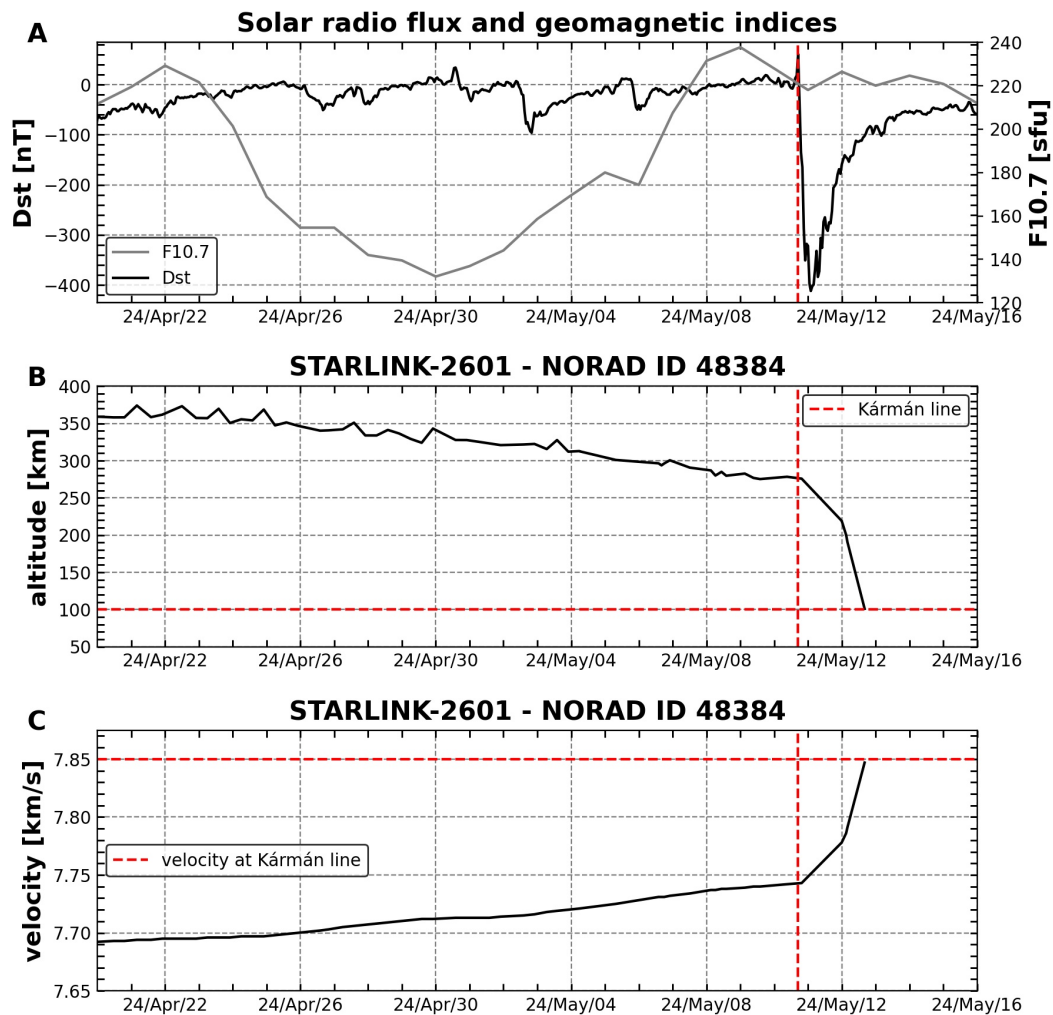 A
Solar radio flux and geomagnetic indices
Dst [nT]
0
−100
−200
−300
−400
F10.7
Dst
240
220
200
180
160
140
120
F10.7 [sfu]
24/Apr/22 24/Apr/26 24/Apr/30 24/May/04 24/May/08 24/May/12 24/May/16
B
STARLINK-2601 - NORAD ID 48384
altitude [km]
400
350
300
250
200
150
100
50
Kármán line
24/Apr/22 24/Apr/26 24/Apr/30 24/May/04 24/May/08 24/May/12 24/May/16
C
STARLINK-2601 - NORAD ID 48384
velocity [km/s]
7.85
7.80
7.75
7.70
7.65
velocity at Kármán line
24/Apr/22 24/Apr/26 24/Apr/30 24/May/04 24/May/08 24/May/12 24/May/16